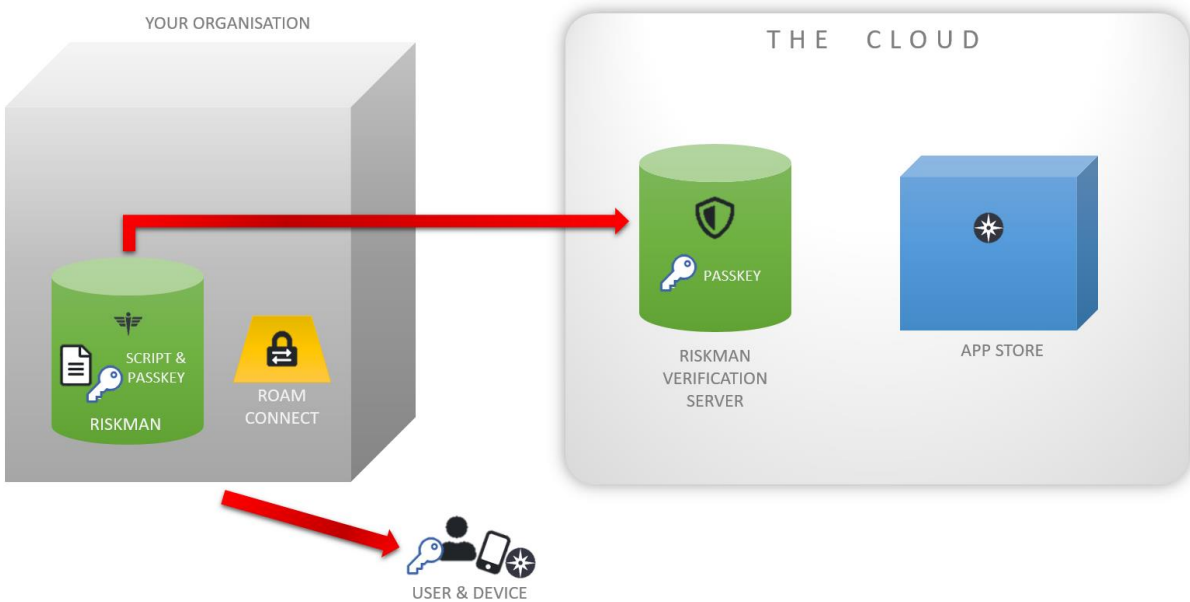 YOUR ORGANISATION
THE CLOUD
SCRIPT &
PASSKEY
RISKMAN
ROAM
CONNECT
PASSKEY
RISKMAN
VERIFICATION
SERVER
APP STORE
USER & DEVICE